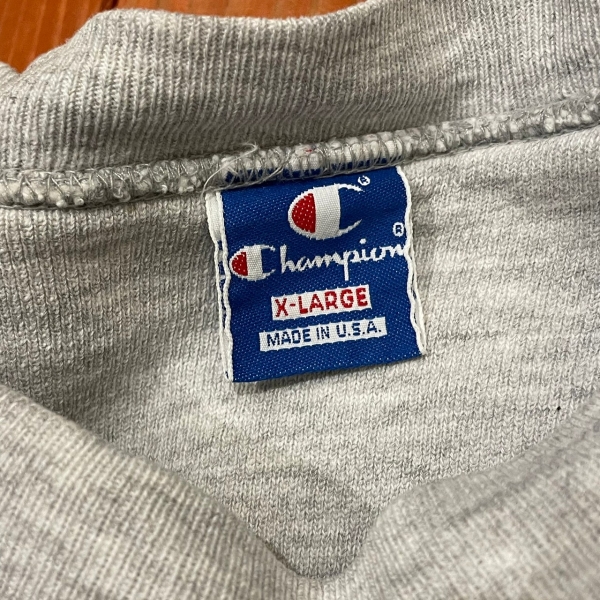 C®
Champion®
X-LARGE
MADE IN U.S.A.